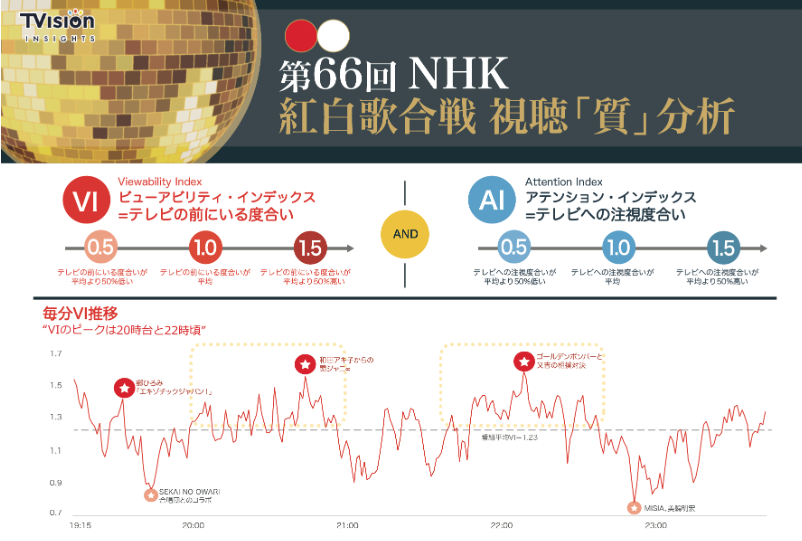 TVision
INSIGHTS
第66回 NHK
紅白歌合戦 視聴「質」分析
VI
Viewability Index
ビューアビリティ・インデックス
=テレビの前にいる度合い
0.5
1.0
1.5
テレビの前にいる度合いが
平均より50%低い
テレビの前にいる度合いが
平均
テレビの前にいる度合いが
平均より50%高い
AND
AI
Attention Index
アテンション・インデックス
=テレビへの注視度合い
0.5
1.0
1.5
テレビへの注視度合いが
平均より50%低い
テレビへの注視度合いが
平均
テレビへの注視度合いが
平均より50%高い
毎分VI推移
“VIのピークは20時台と22時頃”
1.7
1.5
1.3
1.1
0.9
0.7
郷ひろみ
「エキゾチックジャパン!」
SEKAI NO OWARI
合唱団とのコラボ
和田アキ子からの
関ジャニ∞
ゴールデンボンバーと
又吉の相撲対決
番組平均VI=1.23
MISIA、美輪明宏
19:15
20:00
21:00
22:00
23:00